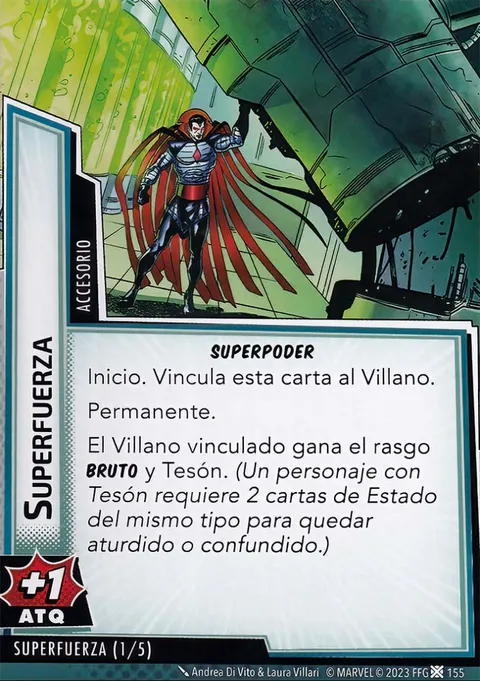 ACCESORIO
SUPERFUERZA
SUPERPODER
Inicio. Vincula esta carta al Villano.
Permanente.
El Villano vinculado gana el rasgo
BRUTO y Tesón. (Un personaje con
Tesón requiere 2 cartas de Estado
del mismo tipo para quedar
aturdido o confundido.)
+1
ATQ
SUPERFUERZA (1/5)
Andrea Di Vito & Laura Villari © MARVEL © 2023 FFG 155